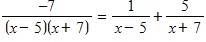 -7/((x − 5)(x + 7)) = 1/(x − 5) + 5/(x + 7)